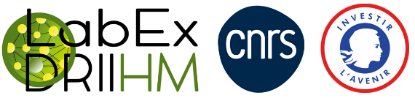 LabEx
DRIIHM
cnrs
INVESTIR
L'AVENIR